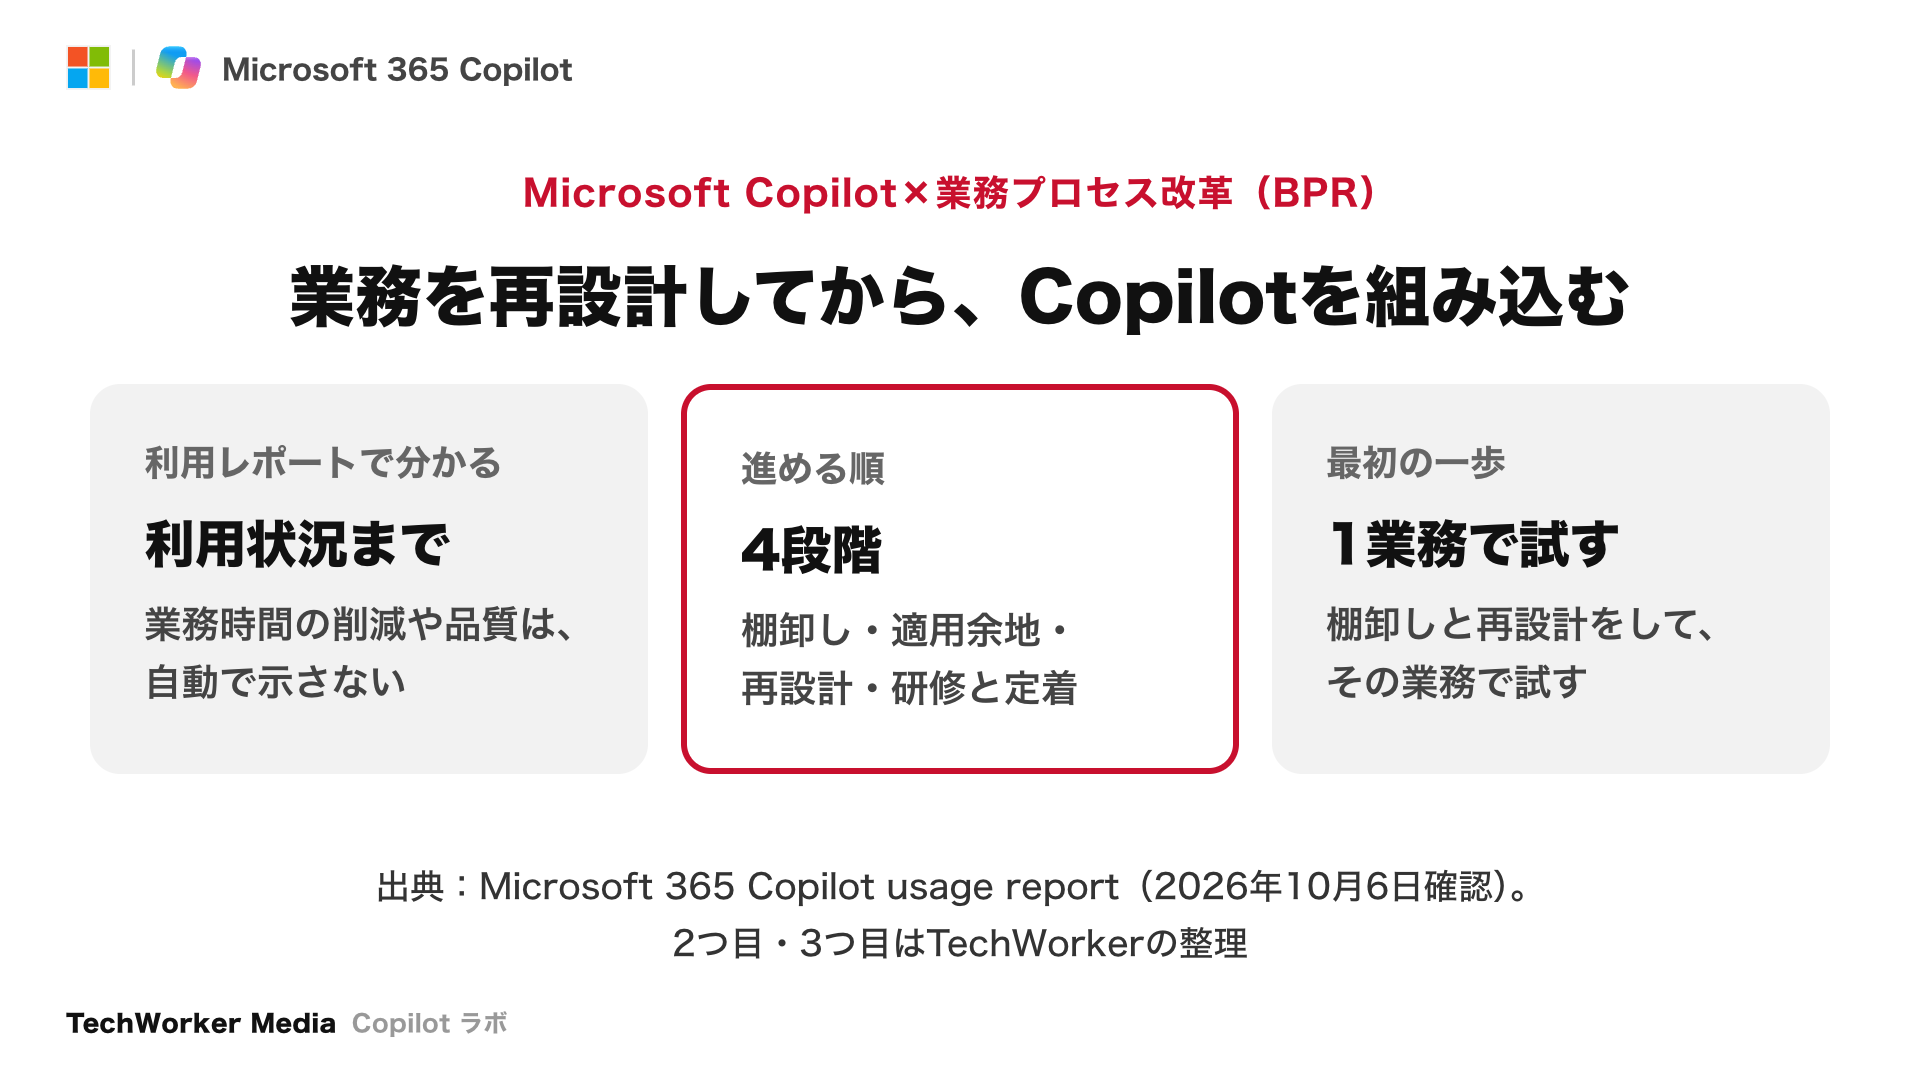 Microsoft 365 Copilot
Microsoft Copilot×業務プロセス改革（BPR）
業務を再設計してから、Copilotを組み込む
利用レポートで分かる
利用状況まで
業務時間の削減や品質は、
自動で示さない
進める順
4段階
棚卸し・適用余地・
再設計・研修と定着
最初の一歩
1業務で試す
棚卸しと再設計をして、
その業務で試す
出典：Microsoft 365 Copilot usage report（2026年10月6日確認）。
2つ目・3つ目はTechWorkerの整理
TechWorker Media Copilot ラボ